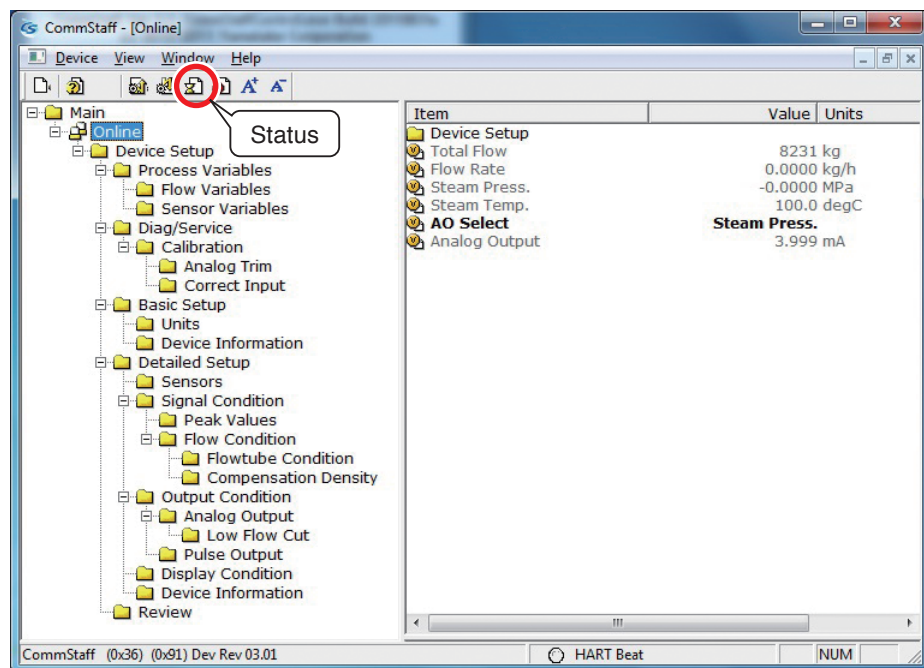 CommStaff - [Online]
Device View Window Help
Status
Main
Online
Device Setup
Process Variables
Flow Variables
Sensor Variables
Diag/Service
Calibration
Analog Trim
Correct Input
Basic Setup
Units
Device Information
Detailed Setup
Sensors
Signal Condition
Peak Values
Flow Condition
Flowtube Condition
Compensation Density
Output Condition
Analog Output
Low Flow Cut
Pulse Output
Display Condition
Device Information
Review
Item Value Units
Device Setup
Total Flow 8231 kg
Flow Rate 0.0000 kg/h
Steam Press. -0.0000 MPa
Steam Temp. 100.0 degC
AO Select Steam Press.
Analog Output 3.999 mA
CommStaff (0x36) (0x91) Dev Rev 03.01 HART Beat NUM